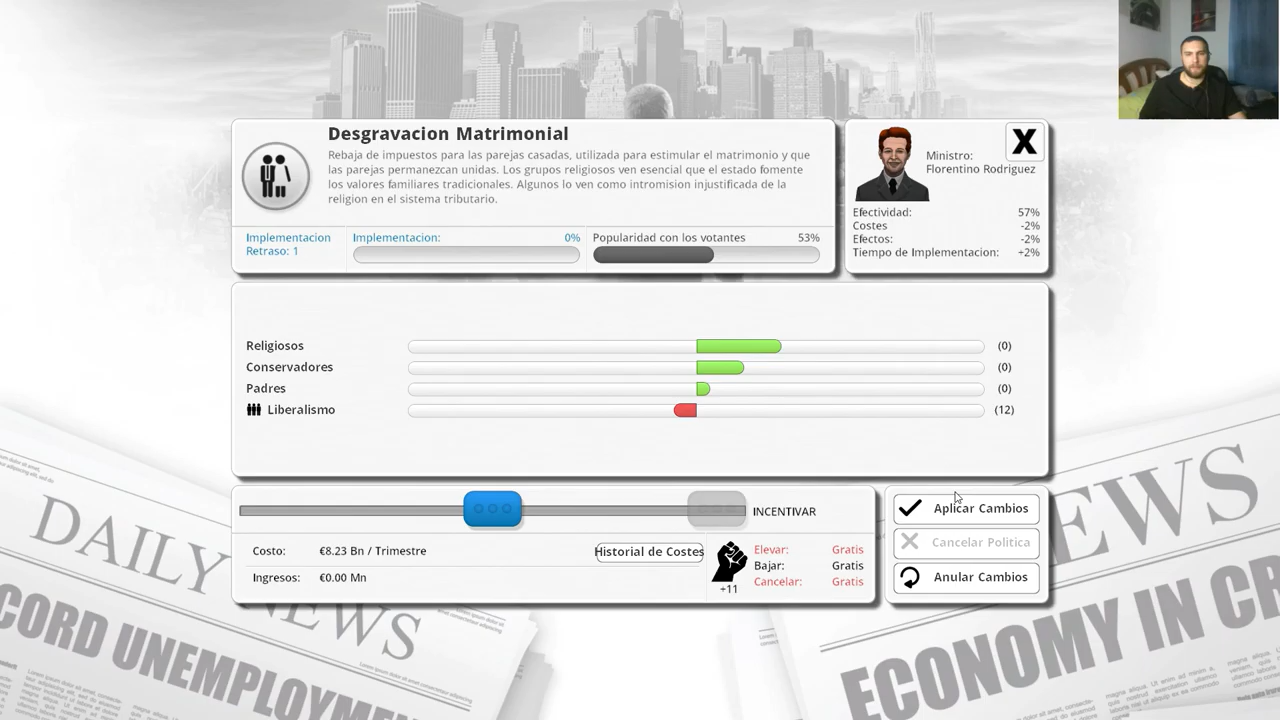 Desgravacion Matrimonial
Rebaja de impuestos para las parejas casadas, utilizada para estimular el matrimonio y que
las parejas permanezcan unidas. Los grupos religiosos ven esencial que el estado fomente
los valores familiares tradicionales. Algunos lo ven como intromision injustificada de la
religion en el sistema tributario.
Implementacion
Retraso: 1
Implementacion: 0%
Popularidad con los votantes 53%
X
Ministro:
Florentino Rodriguez
Efectividad: 57%
Costes -2%
Efectos: -2%
Tiempo de Implementacion: +2%
Religiosos (0)
Conservadores (0)
Padres (0)
Liberalismo (12)
INCENTIVAR
Costo: €8.23 Bn / Trimestre
Historial de Costes
Ingresos: €0.00 Mn
+11
Elevar: Gratis
Bajar: Gratis
Cancelar: Gratis
Aplicar Cambios
Cancelar Politica
Anular Cambios
DAILY NEWS
CORD UNEMPLOYM
NEWS
ECONOMY IN CR